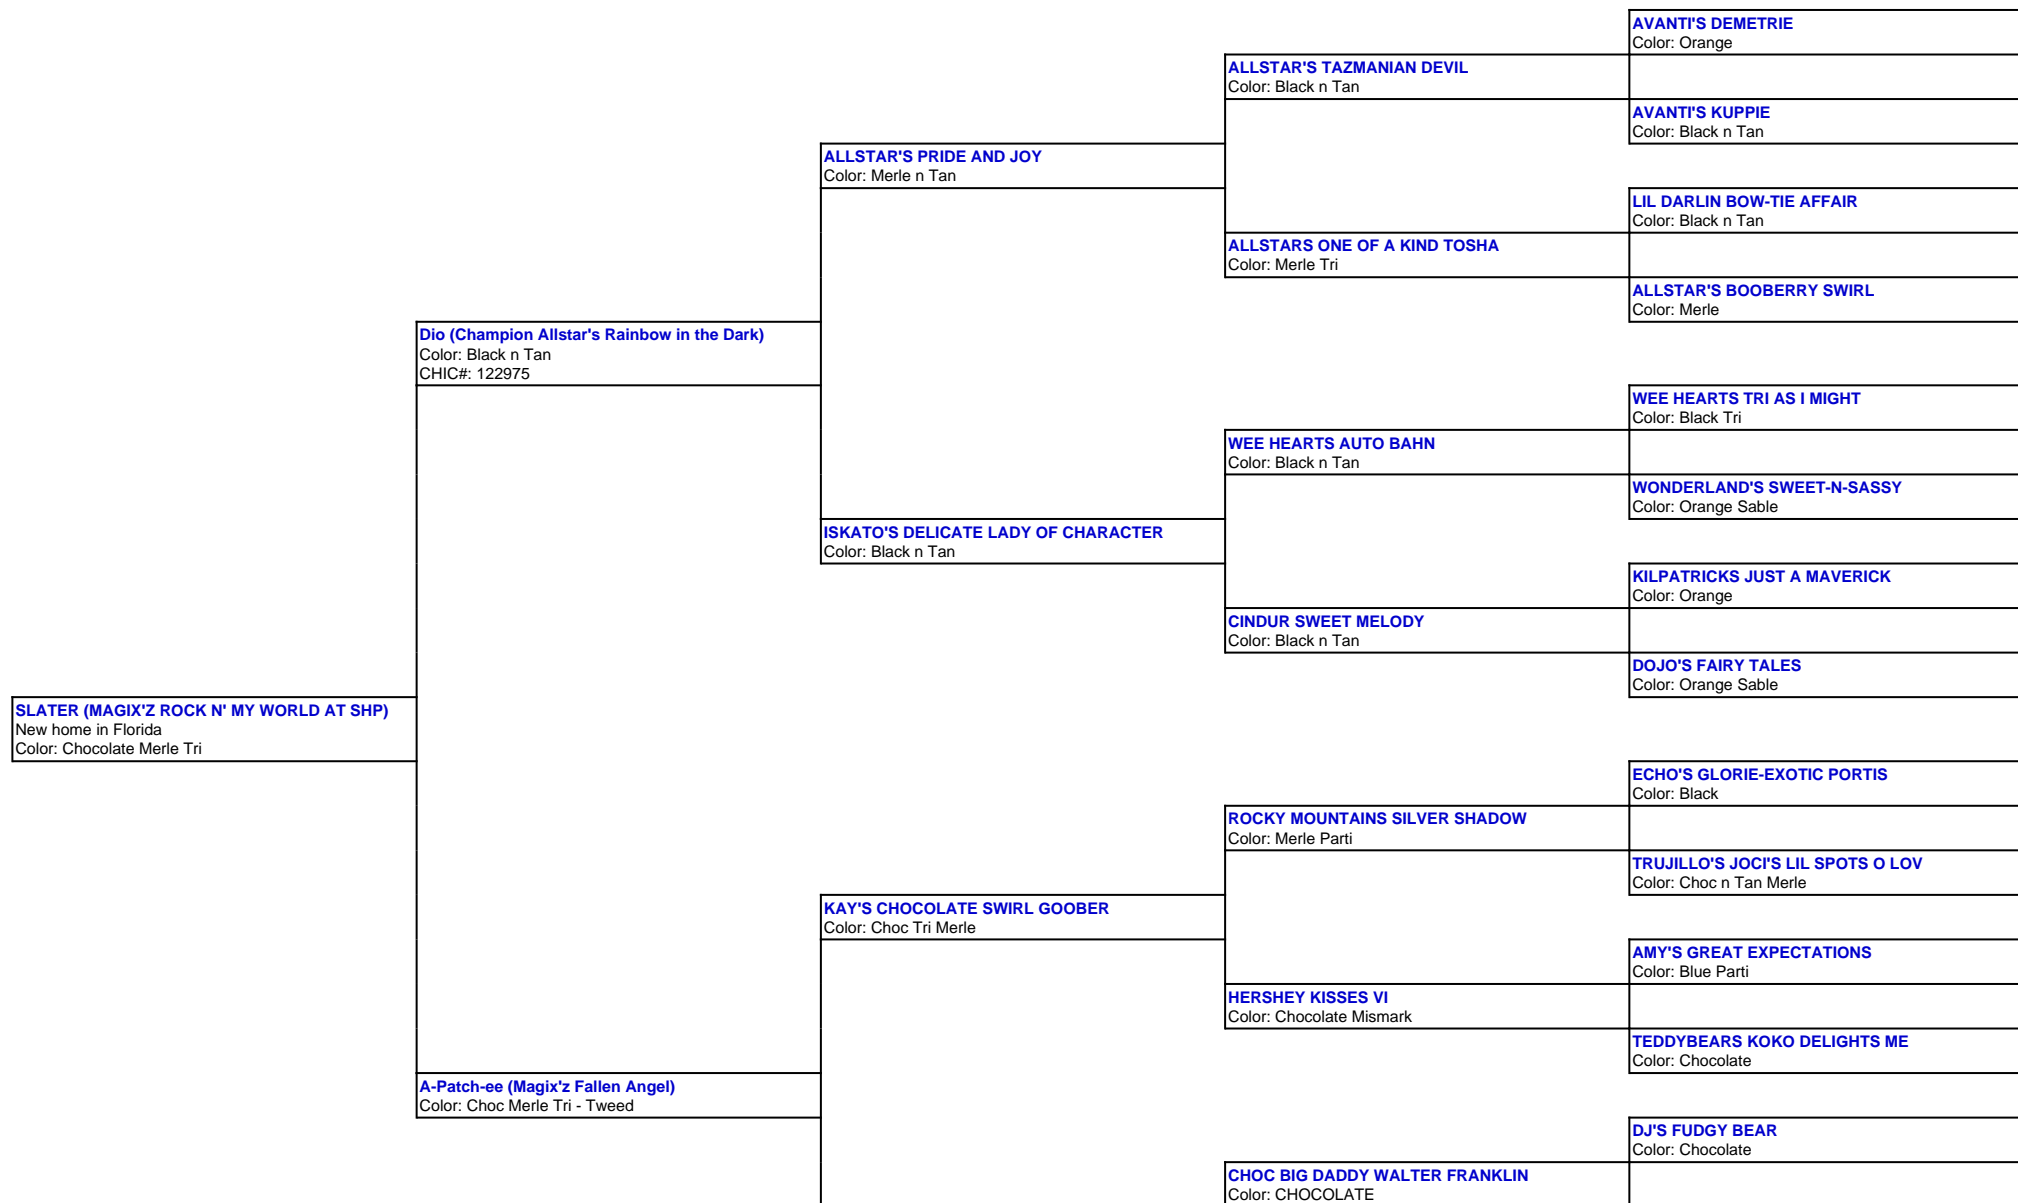 AVANTI'S DEMETRIE
Color: Orange
ALLSTAR'S TAZMANIAN DEVIL
Color: Black n Tan
AVANTI'S KUPPIE
Color: Black n Tan
ALLSTAR'S PRIDE AND JOY
Color: Merle n Tan
LIL DARLIN BOW-TIE AFFAIR
Color: Black n Tan
ALLSTARS ONE OF A KIND TOSHA
Color: Merle Tri
ALLSTAR'S BOOBERRY SWIRL
Color: Merle
Dio (Champion Allstar's Rainbow in the Dark)
Color: Black n Tan
CHIC#: 122975
WEE HEARTS TRI AS I MIGHT
Color: Black Tri
WEE HEARTS AUTO BAHN
Color: Black n Tan
WONDERLAND'S SWEET-N-SASSY
Color: Orange Sable
ISKATO'S DELICATE LADY OF CHARACTER
Color: Black n Tan
KILPATRICKS JUST A MAVERICK
Color: Orange
CINDUR SWEET MELODY
Color: Black n Tan
DOJO'S FAIRY TALES
Color: Orange Sable
SLATER (MAGIX'Z ROCK N' MY WORLD AT SHP)
New home in Florida
Color: Chocolate Merle Tri
ECHO'S GLORIE-EXOTIC PORTIS
Color: Black
ROCKY MOUNTAINS SILVER SHADOW
Color: Merle Parti
TRUJILLO'S JOCI'S LIL SPOTS O LOV
Color: Choc n Tan Merle
KAY'S CHOCOLATE SWIRL GOOBER
Color: Choc Tri Merle
AMY'S GREAT EXPECTATIONS
Color: Blue Parti
HERSHEY KISSES VI
Color: Chocolate Mismark
TEDDYBEARS KOKO DELIGHTS ME
Color: Chocolate
A-Patch-ee (Magix'z Fallen Angel)
Color: Choc Merle Tri - Tweed
DJ'S FUDGY BEAR
Color: Chocolate
CHOC BIG DADDY WALTER FRANKLIN
Color: CHOCOLATE